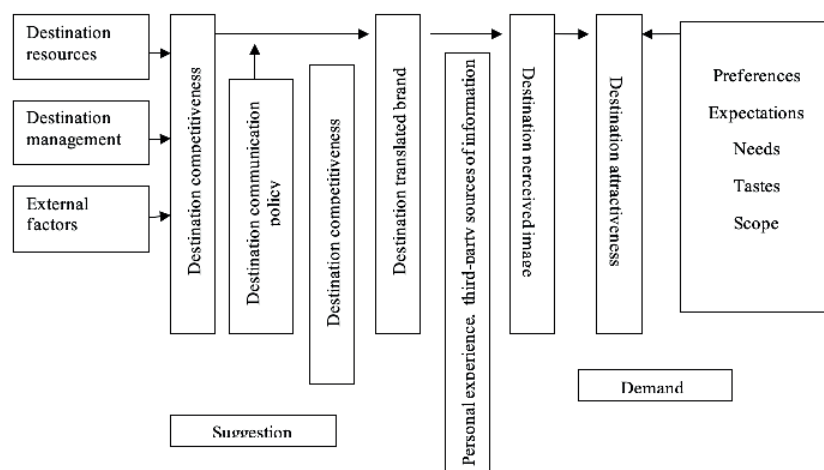 Destination
resources
Destination
management
External
factors
Destination competitiveness
Destination communication
policy
Destination competitiveness
Destination translated brand
Personal experience, third-party sources of information
Destination perceived image
Destination attractiveness
Preferences
Expectations
Needs
Tastes
Scope
Suggestion
Demand